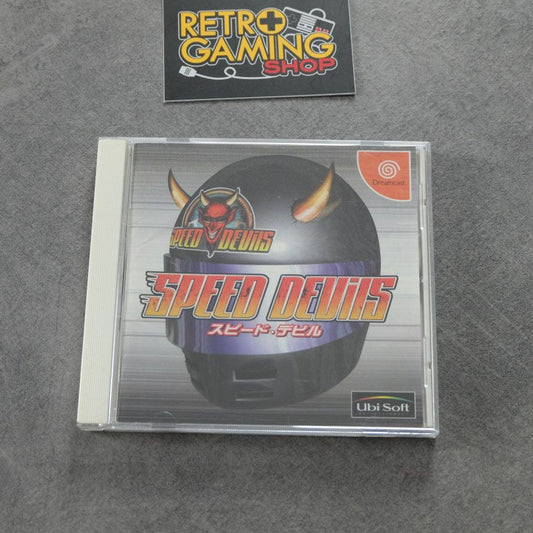 RETRO
GAMING
SHOP
Dreamcast
SPEED DEVilS
SPEED DEVilS
スピード・デビル
Ubi Soft